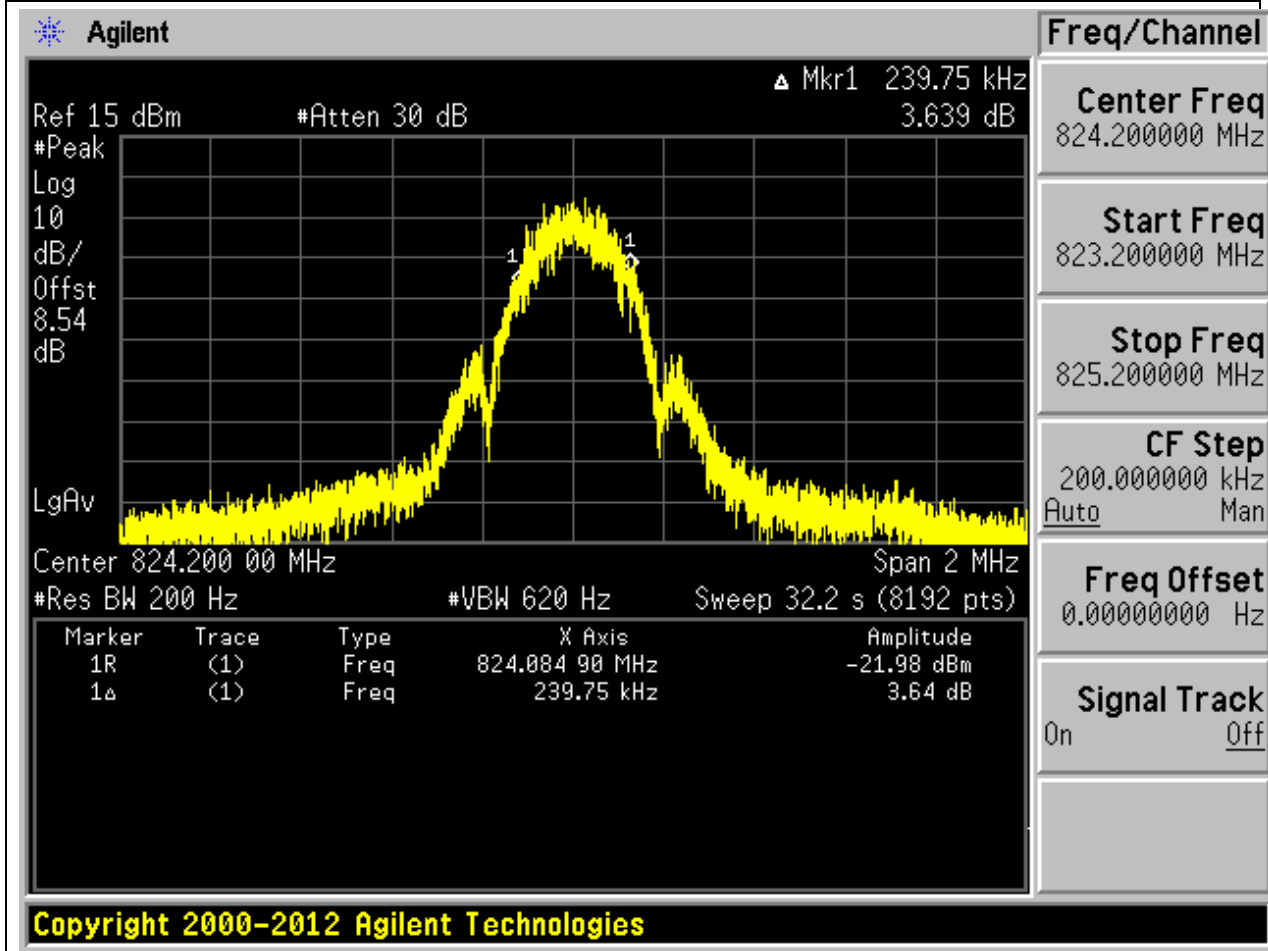 Agilent
Freq/Channel
Δ Mkr1 239.75 kHz
Ref 15 dBm #Atten 30 dB 3.639 dB
#Peak
Log
10
dB/
Offst
8.54
dB
LgAv
1
1
Center 824.200 00 MHz Span 2 MHz
#Res BW 200 Hz #VBW 620 Hz Sweep 32.2 s (8192 pts)
Marker Trace Type X Axis Amplitude
1R (1) Freq 824.084 90 MHz -21.98 dBm
1Δ (1) Freq 239.75 kHz 3.64 dB
Center Freq
824.200000 MHz
Start Freq
823.200000 MHz
Stop Freq
825.200000 MHz
CF Step
200.000000 kHz
Auto Man
Freq Offset
0.00000000 Hz
Signal Track
On Off
Copyright 2000-2012 Agilent Technologies